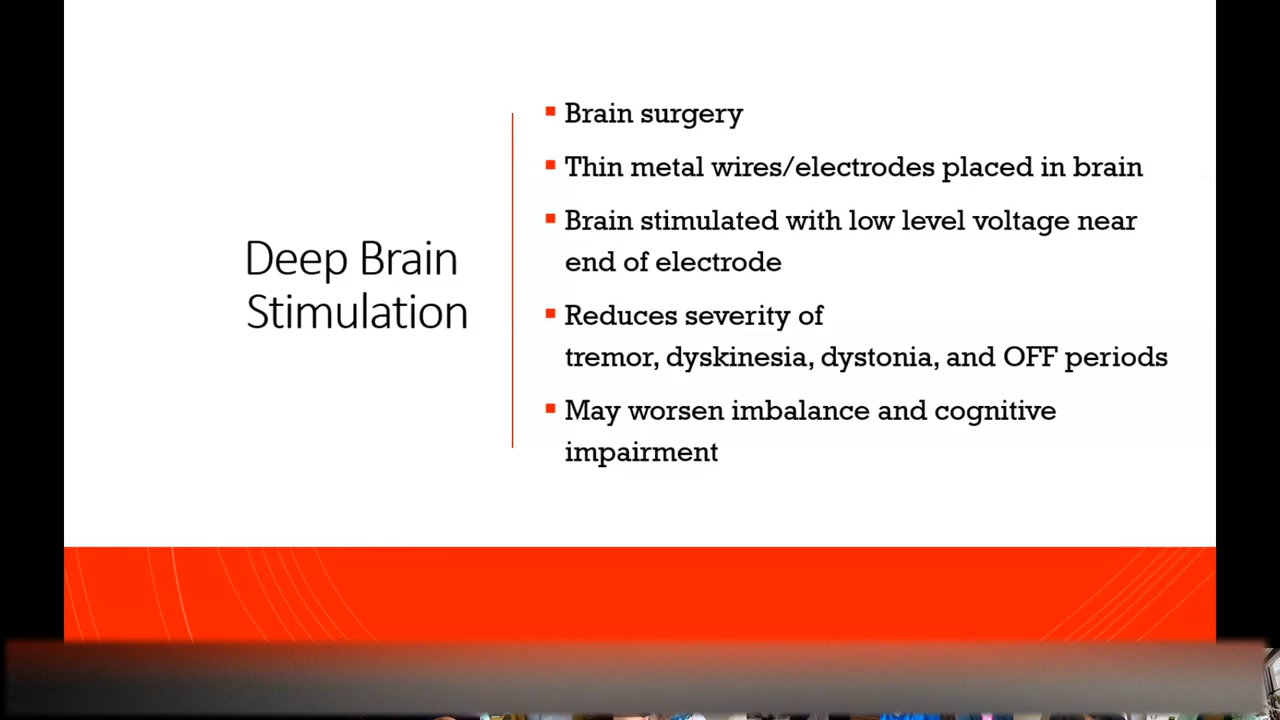 Deep Brain
Stimulation
Brain surgery
Thin metal wires/electrodes placed in brain
Brain stimulated with low level voltage near
end of electrode
Reduces severity of
tremor, dyskinesia, dystonia, and OFF periods
May worsen imbalance and cognitive
impairment